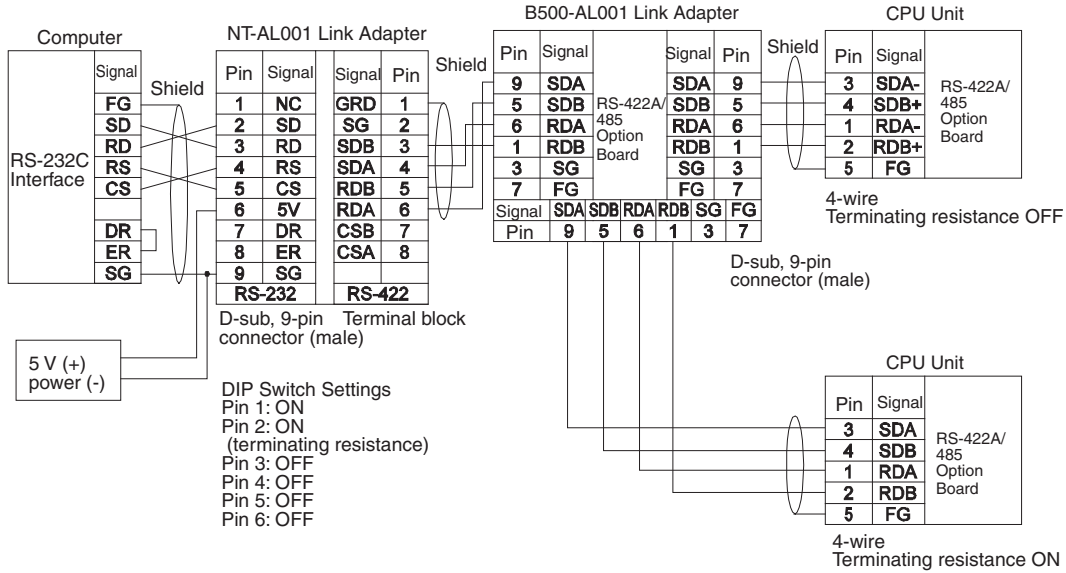 Computer
Signal
FG
SD
RD
RS
CS
DR
ER
SG
RS-232C
Interface
Shield
NT-AL001 Link Adapter
Pin Signal Signal Pin
1 NC GRD 1
2 SD SG 2
3 RD SDB 3
4 RS SDA 4
5 CS RDB 5
6 5V RDA 6
7 DR CSB 7
8 ER CSA 8
9 SG
RS-232 RS-422
D-sub, 9-pin
connector (male)
Terminal block
Shield
B500-AL001 Link Adapter
Pin Signal Signal Pin
9 SDA SDA 9
5 SDB SDB 5
6 RDA RDA 6
1 RDB RDB 1
3 SG SG 3
7 FG FG 7
RS-422A/
485
Option
Board
Signal SDA SDB RDA RDB SG FG
Pin 9 5 6 1 3 7
D-sub, 9-pin
connector (male)
Shield
CPU Unit
Pin Signal
3 SDA-
4 SDB+
1 RDA-
2 RDB+
5 FG
RS-422A/
485
Option
Board
4-wire
Terminating resistance OFF
5 V (+)
power (-)
DIP Switch Settings
Pin 1: ON
Pin 2: ON
(terminating resistance)
Pin 3: OFF
Pin 4: OFF
Pin 5: OFF
Pin 6: OFF
CPU Unit
Pin Signal
3 SDA
4 SDB
1 RDA
2 RDB
5 FG
RS-422A/
485
Option
Board
4-wire
Terminating resistance ON